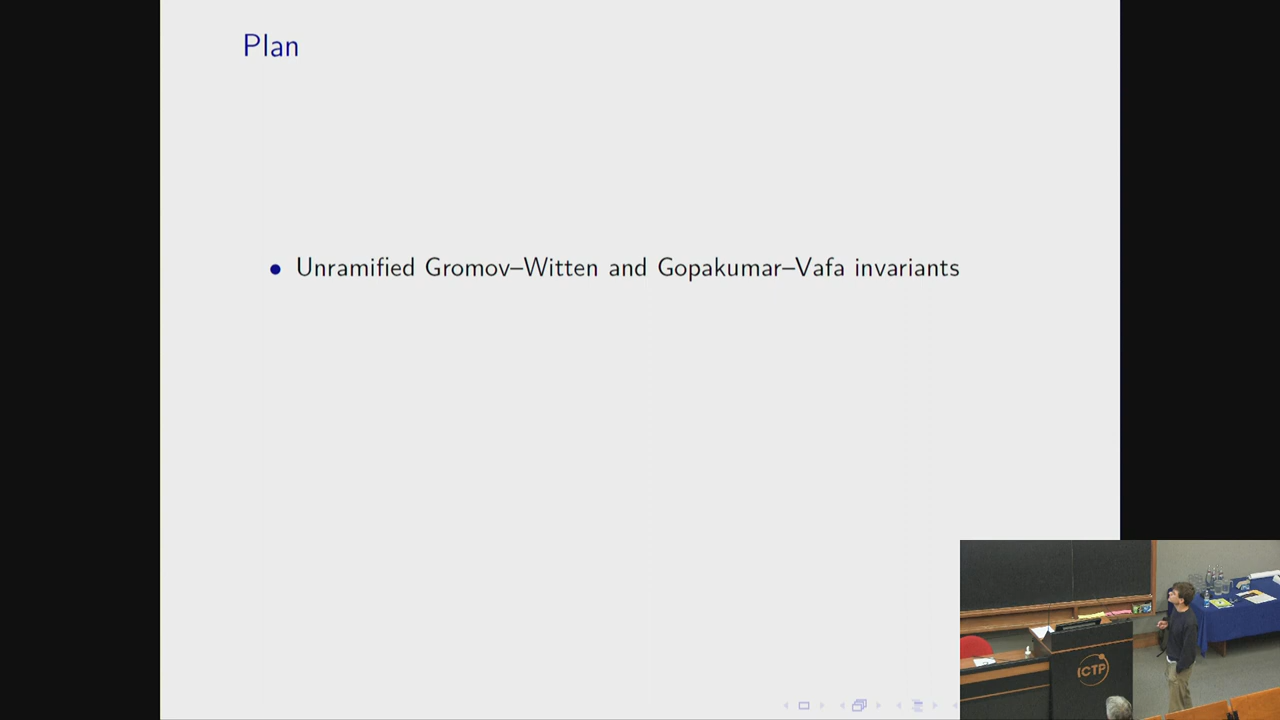 Plan
• Unramified Gromov–Witten and Gopakumar–Vafa invariants
ICTP